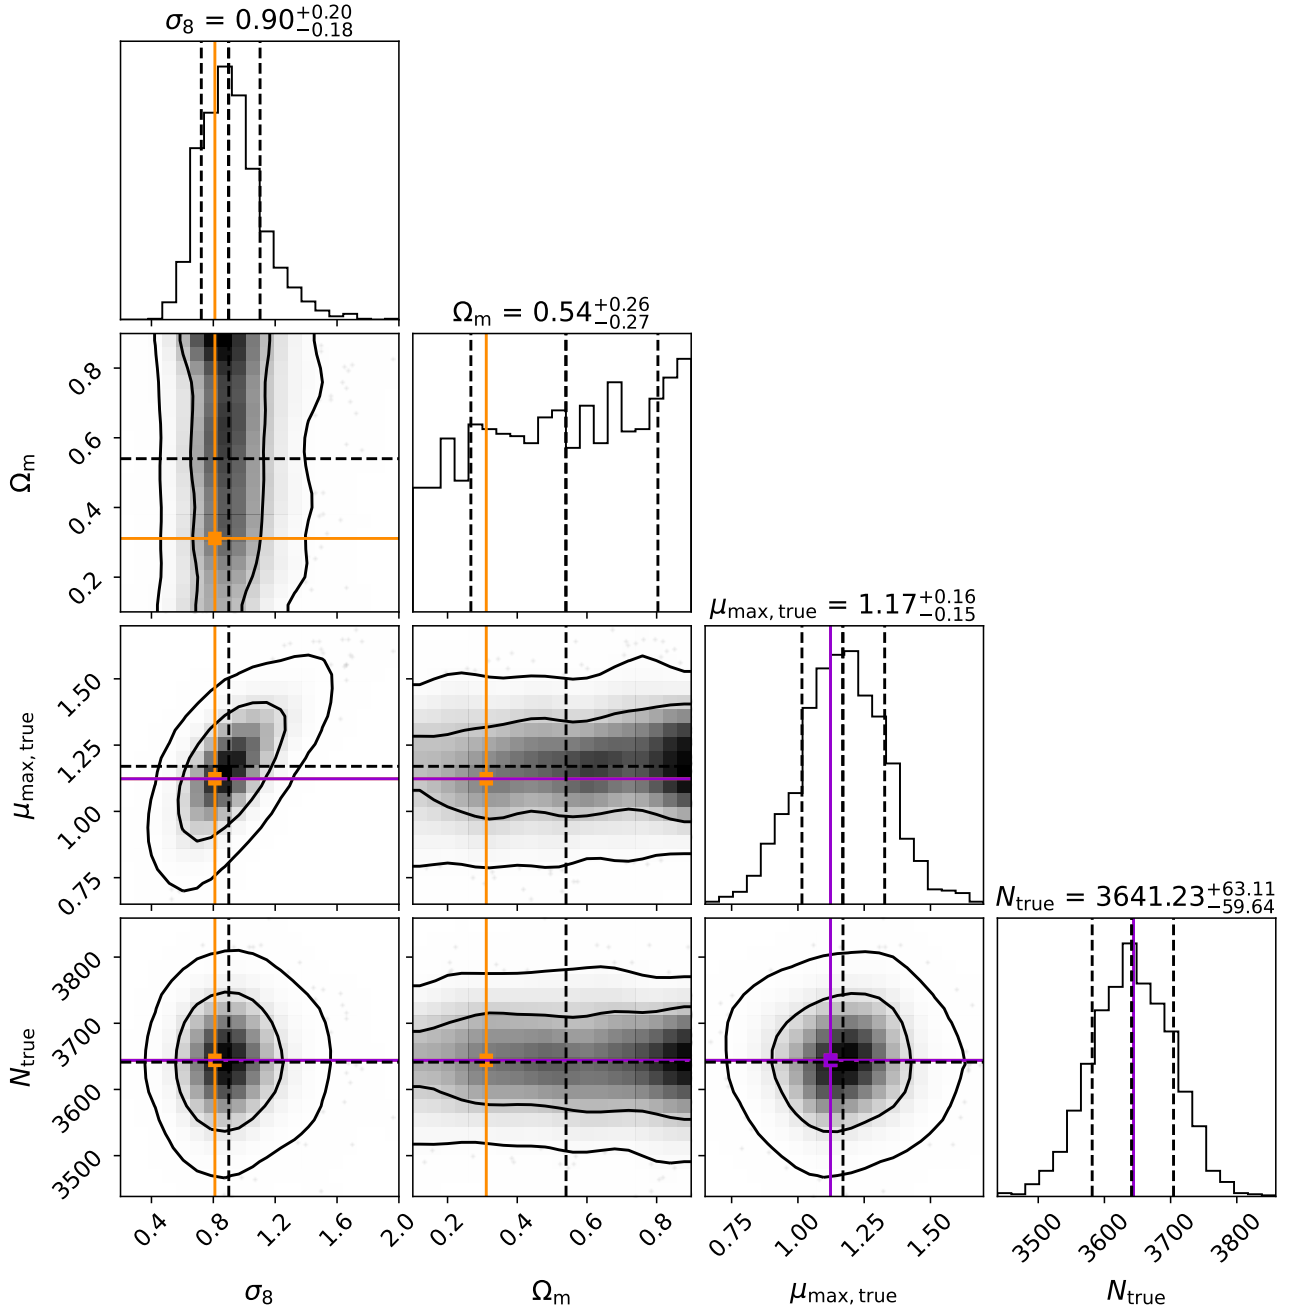 σ₈ = 0.90+0.20 −0.18
Ωm = 0.54+0.26 −0.27
0.8
0.6
0.4
0.2
Ωm
μmax, true = 1.17+0.16 −0.15
1.50
1.25
1.00
0.75
μmax, true
Ntrue = 3641.23+63.11 −59.64
3800
3700
3600
3500
Ntrue
0.4 0.8 1.2 1.6 2.0 0.2 0.4 0.6 0.8 0.75 1.00 1.25 1.50 3500 3600 3700 3800
σ₈ Ωm μmax, true Ntrue